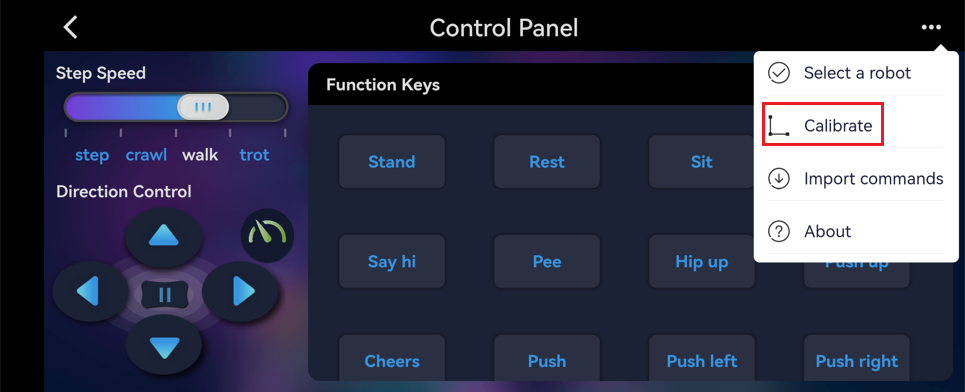 Control Panel
Step Speed
step crawl walk trot
Direction Control
Function Keys
Stand Rest Sit
Say hi Pee Hip up Push up
Cheers Push Push left Push right
Select a robot
Calibrate
Import commands
About